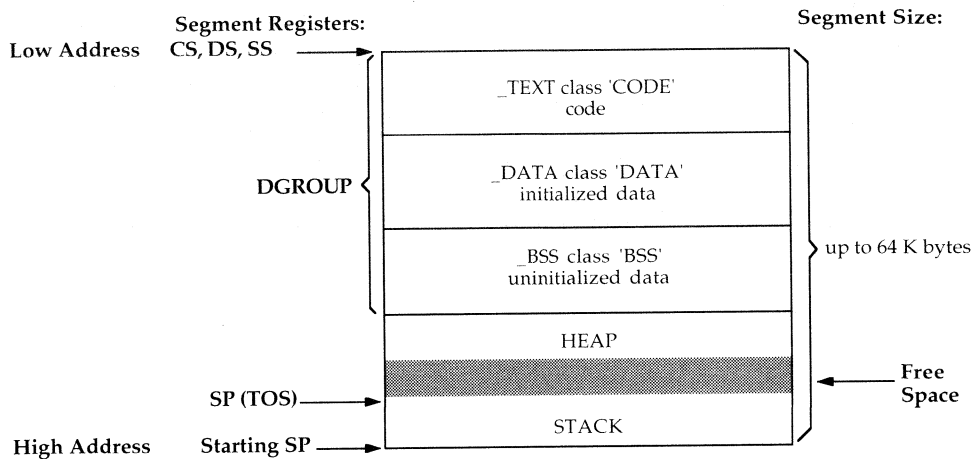 Segment Registers:
Segment Size:
Low Address CS, DS, SS
_TEXT class 'CODE'
code
DGROUP
_DATA class 'DATA'
initialized data
_BSS class 'BSS'
uninitialized data
up to 64 K bytes
HEAP
Free
Space
SP (TOS)
STACK
High Address Starting SP